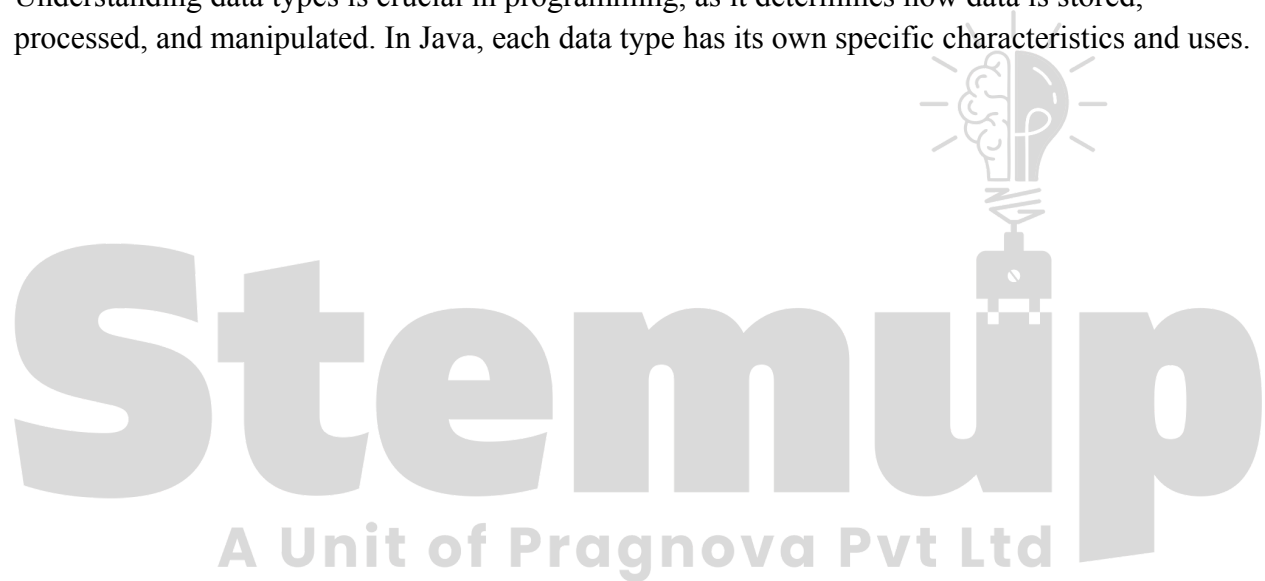 Understanding data types is crucial in programming, as it determines how data is stored,
processed, and manipulated. In Java, each data type has its own specific characteristics and uses.
Stemup
A Unit of Pragnova Pvt Ltd